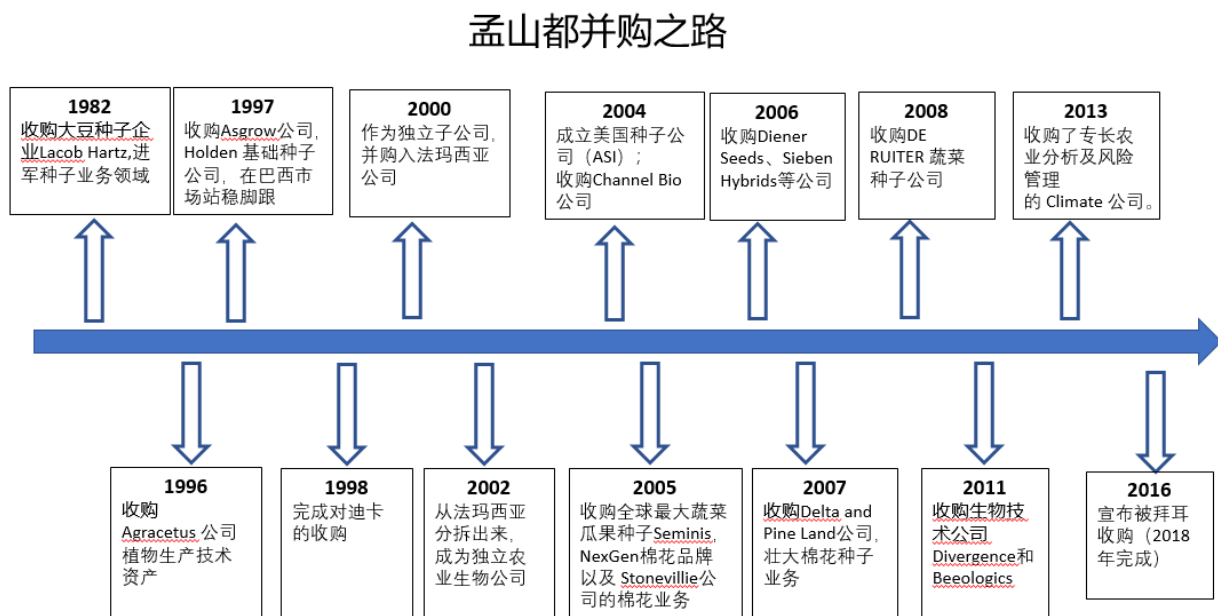 孟山都并购之路
1982
收购大豆种子企
业Lacob Hartz,进
军种子业务领域
1997
收购Asgrow公司,
Holden 基础种子
公司，在巴西市
场站稳脚跟
2000
作为独立子公司，
并购入法玛西亚
公司
2004
成立美国种子公
司（ASI）；
收购Channel Bio
公司
2006
收购Diener
Seeds、Sieben
Hybrids等公司
2008
收购DE
RUITER 蔬菜
种子公司
2013
收购了专长农
业分析及风险
管理
的 Climate 公司。
1996
收购
Agracetus 公司
植物生产技术
资产
1998
完成对迪卡
的收购
2002
从法玛西亚
分拆出来，
成为独立农
业生物公司
2005
收购全球最大蔬菜
瓜果种子Seminis,
NexGen棉花品牌
以及 Stonevillie公
司的棉花业务
2007
收购Delta and
Pine Land公司，
壮大棉花种子
业务
2011
收购生物技
术公司
Divergence和
Beeologics
2016
宣布被拜耳
收购（2018
年完成）